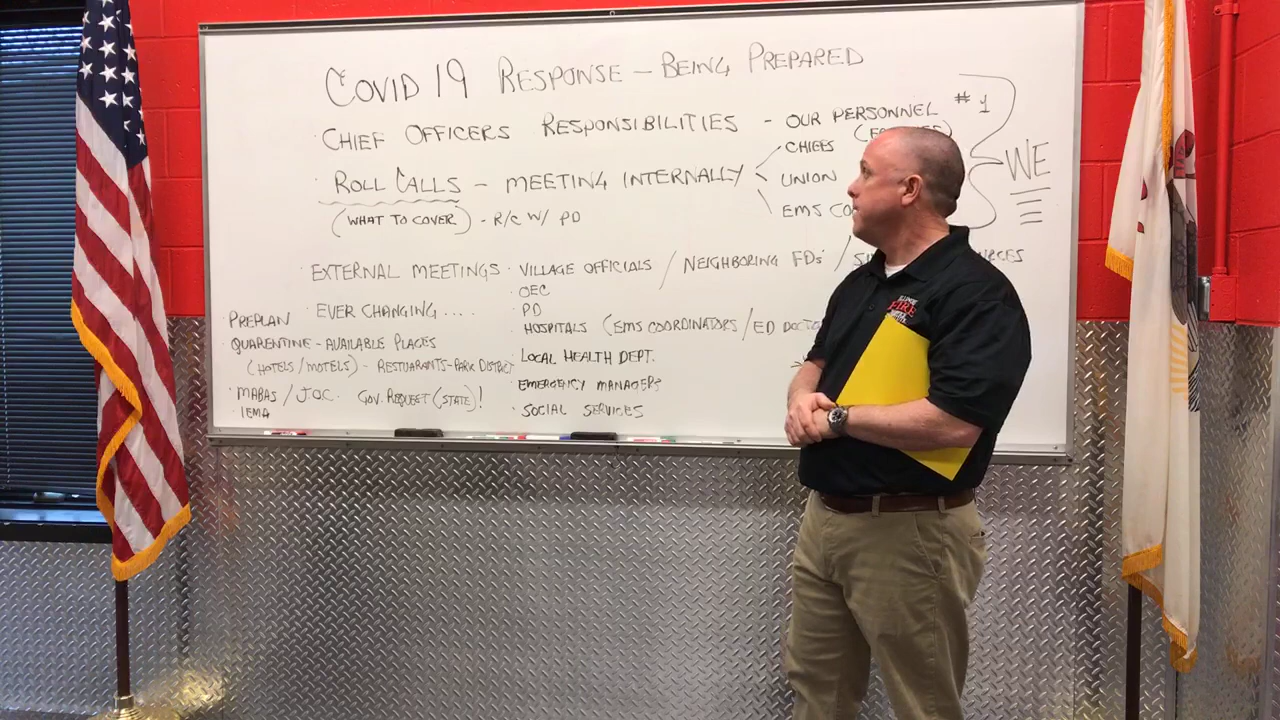 COVID 19 RESPONSE - BEING PREPARED
CHIEF OFFICERS RESPONSIBILITIES - OUR PERSONNEL #1
ROLL CALLS - MEETING INTERNALLY
CHIEFS
UNION
EMS CO
WE
(WHAT TO COVER) - R/C W/ PD
EXTERNAL MEETINGS · VILLAGE OFFICIALS / NEIGHBORING FDS /
· OEC
· PD
· HOSPITALS (EMS COORDINATORS / ED DOCTO
· LOCAL HEALTH DEPT.
· EMERGENCY MANAGERS
· SOCIAL SERVICES
EVER CHANGING ....
· PREPLAN
· QUARENTINE - AVAILABLE PLACES
(HOTELS/MOTELS) - RESTUARANTS - PARK DISTRICT
· MABAS / J.O.C. GOV. REQUEST (STATE)!
· IEMA
FIRE